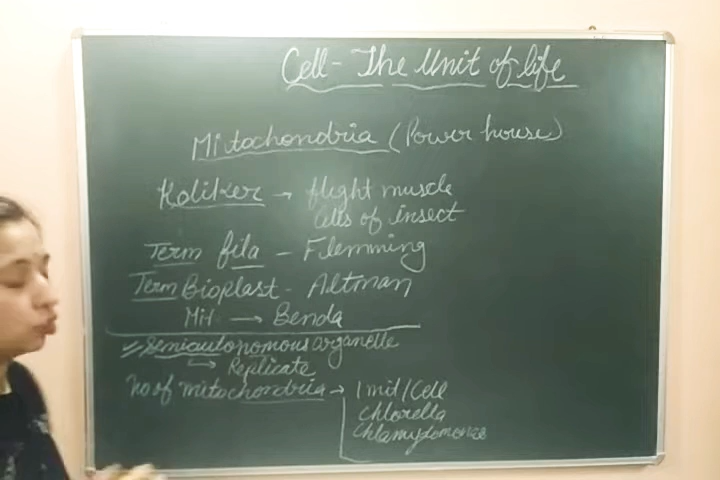 Cell - The Unit of life
Mitochondria (Power house)
Koliker → flight muscle
Cells of insect
Term fila - Flemming
Term Bioplast - Altman
Mit → Benda
Semiautonomous organelle
↳ Replicate
No of mitochondria → 1 mit/Cell
Chlorella
Chlamydomonas